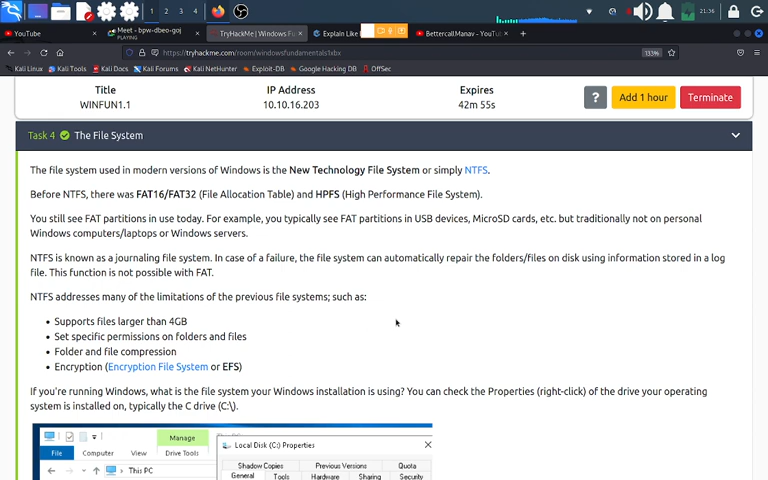 1 2 3 4
21:36
YouTube
Meet - bpw-dbeo-goj
PLAYING
TryHackMe | Windows Fu
Explain Like
BettercallManav - YouTu
https://tryhackme.com/room/windowsfundamentals1xbx
133%
Kali Linux Kali Tools Kali Docs Kali Forums Kali NetHunter Exploit-DB Google Hacking DB OffSec
Title IP Address Expires
WINFUN1.1 10.10.16.203 42m 55s
? Add 1 hour Terminate
Task 4 The File System
The file system used in modern versions of Windows is the New Technology File System or simply NTFS.
Before NTFS, there was FAT16/FAT32 (File Allocation Table) and HPFS (High Performance File System).
You still see FAT partitions in use today. For example, you typically see FAT partitions in USB devices, MicroSD cards, etc. but traditionally not on personal
Windows computers/laptops or Windows servers.
NTFS is known as a journaling file system. In case of a failure, the file system can automatically repair the folders/files on disk using information stored in a log
file. This function is not possible with FAT.
NTFS addresses many of the limitations of the previous file systems; such as:
• Supports files larger than 4GB
• Set specific permissions on folders and files
• Folder and file compression
• Encryption (Encryption File System or EFS)
If you're running Windows, what is the file system your Windows installation is using? You can check the Properties (right-click) of the drive your operating
system is installed on, typically the C drive (C:\).
Manage
File Computer View Drive Tools
This PC
Local Disk (C:) Properties
Shadow Copies Previous Versions Quota
General Tools Hardware Sharing Security